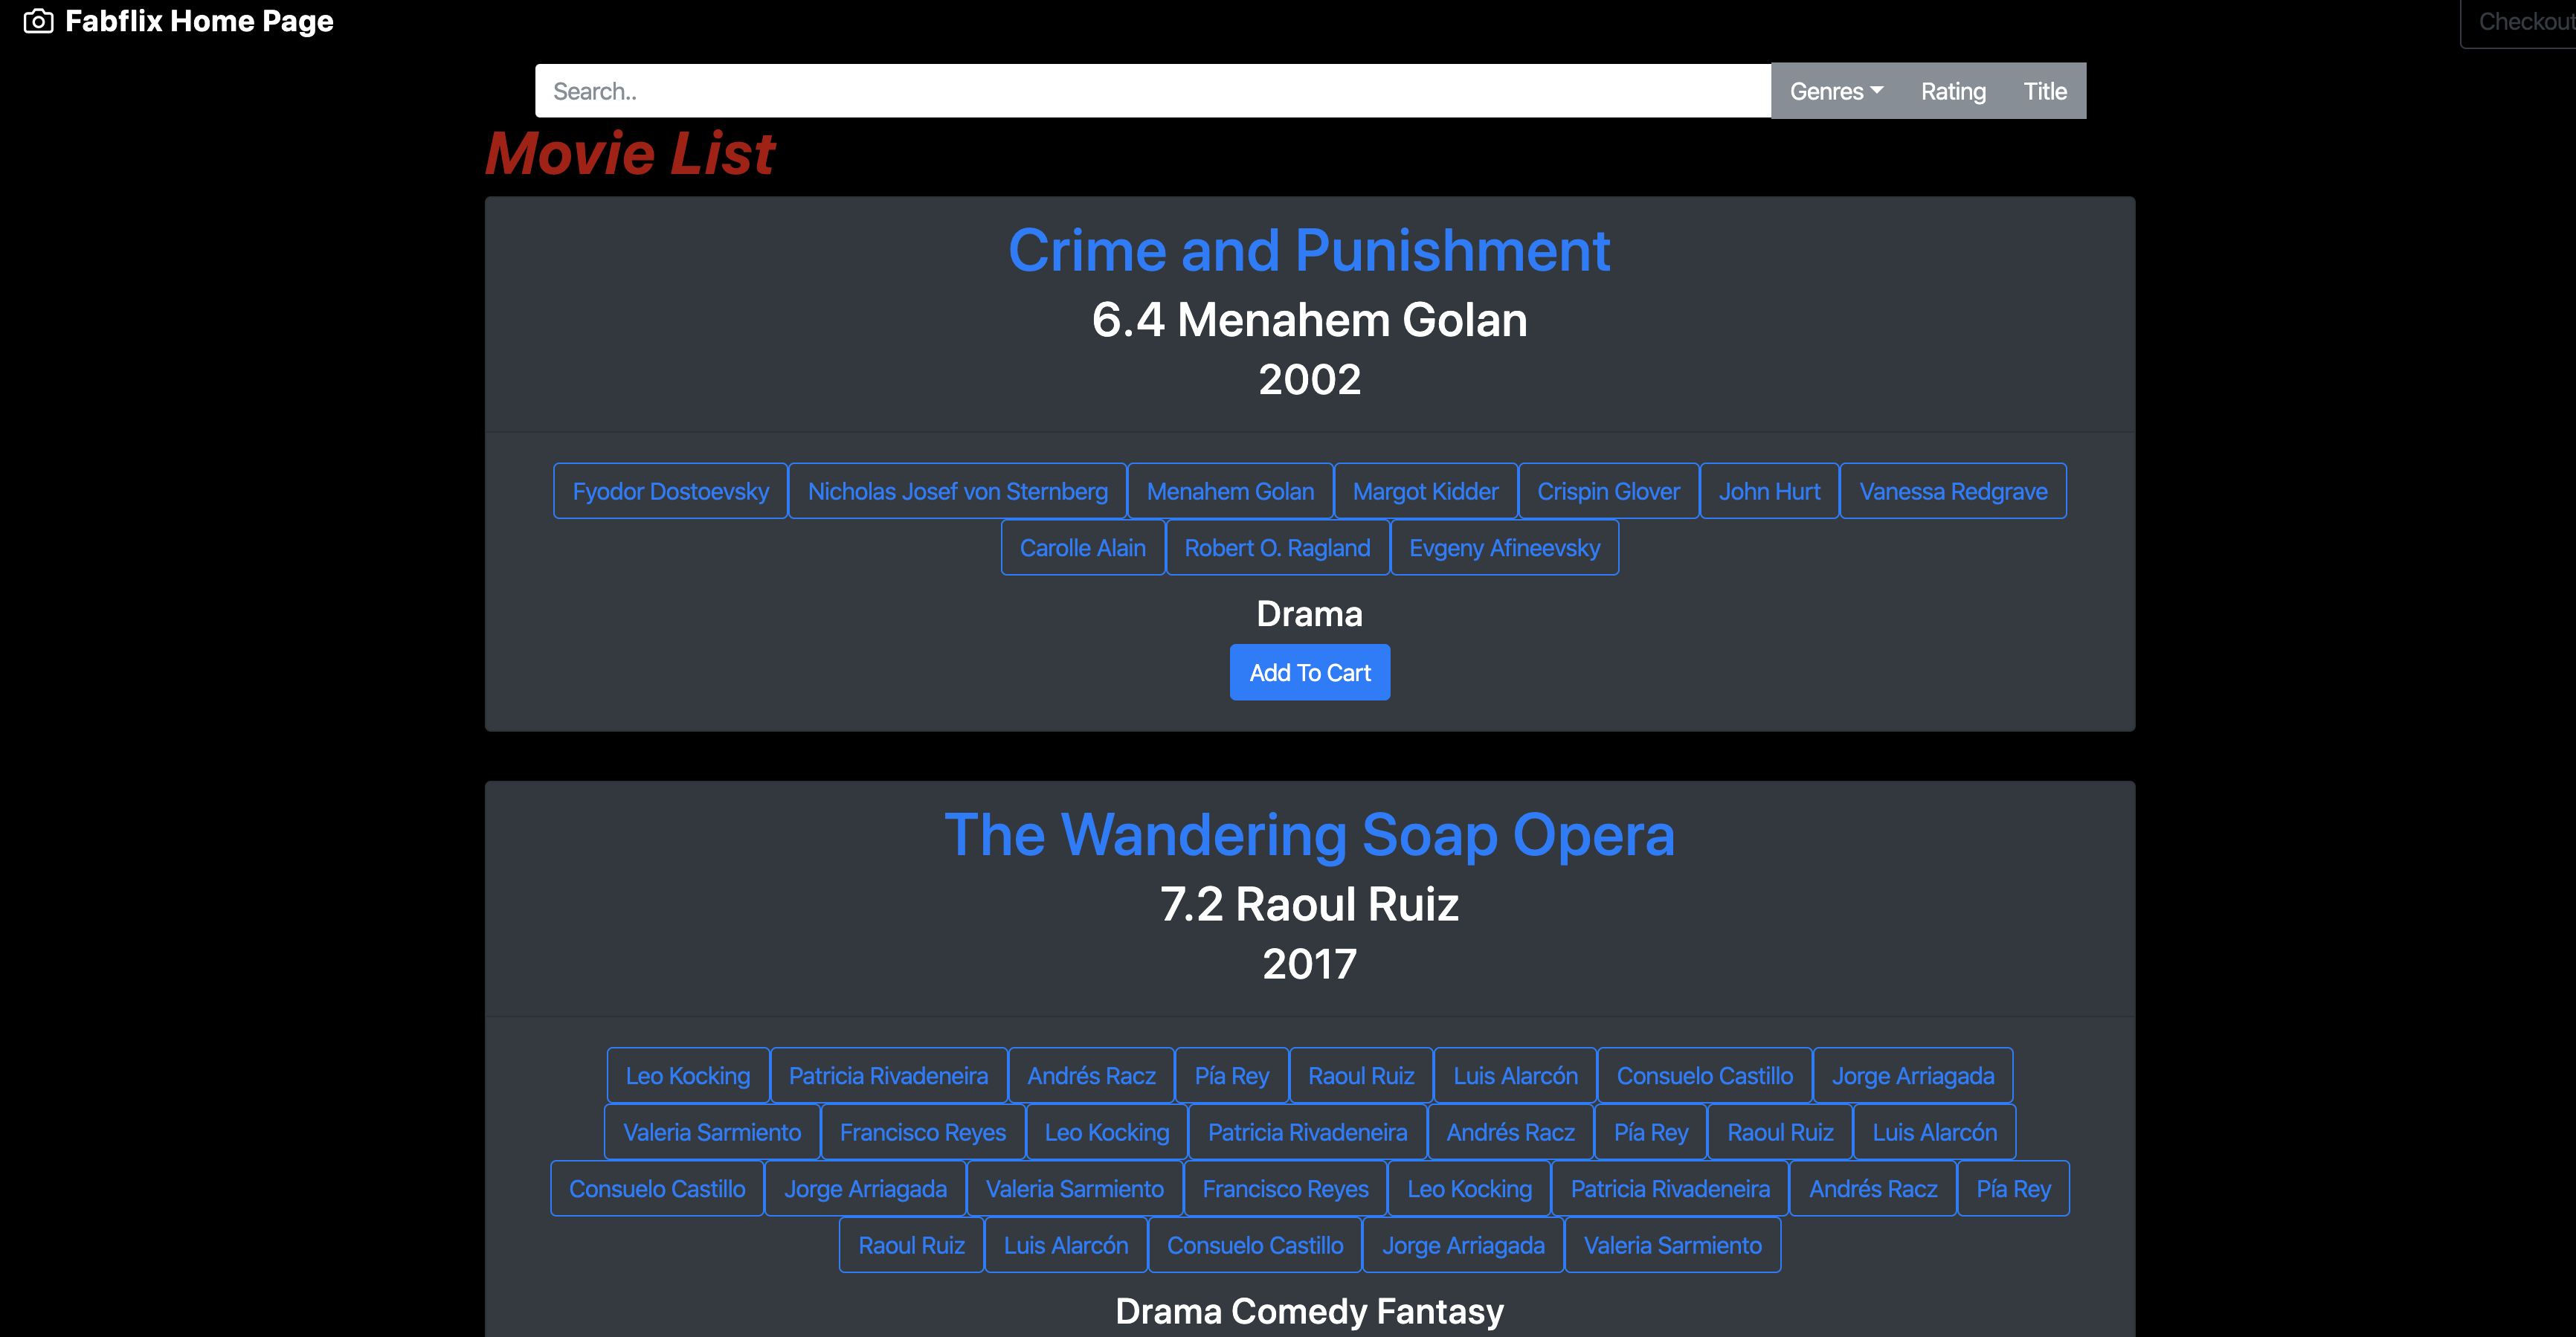 Fabflix Home Page
Checkout
Search.. Genres Rating Title
Movie List
Crime and Punishment
6.4 Menahem Golan
2002
Fyodor Dostoevsky Nicholas Josef von Sternberg Menahem Golan Margot Kidder Crispin Glover John Hurt Vanessa Redgrave
Carolle Alain Robert O. Ragland Evgeny Afineevsky
Drama
Add To Cart
The Wandering Soap Opera
7.2 Raoul Ruiz
2017
Leo Kocking Patricia Rivadeneira Andrés Racz Pía Rey Raoul Ruiz Luis Alarcón Consuelo Castillo Jorge Arriagada
Valeria Sarmiento Francisco Reyes Leo Kocking Patricia Rivadeneira Andrés Racz Pía Rey Raoul Ruiz Luis Alarcón
Consuelo Castillo Jorge Arriagada Valeria Sarmiento Francisco Reyes Leo Kocking Patricia Rivadeneira Andrés Racz Pía Rey
Raoul Ruiz Luis Alarcón Consuelo Castillo Jorge Arriagada Valeria Sarmiento
Drama Comedy Fantasy